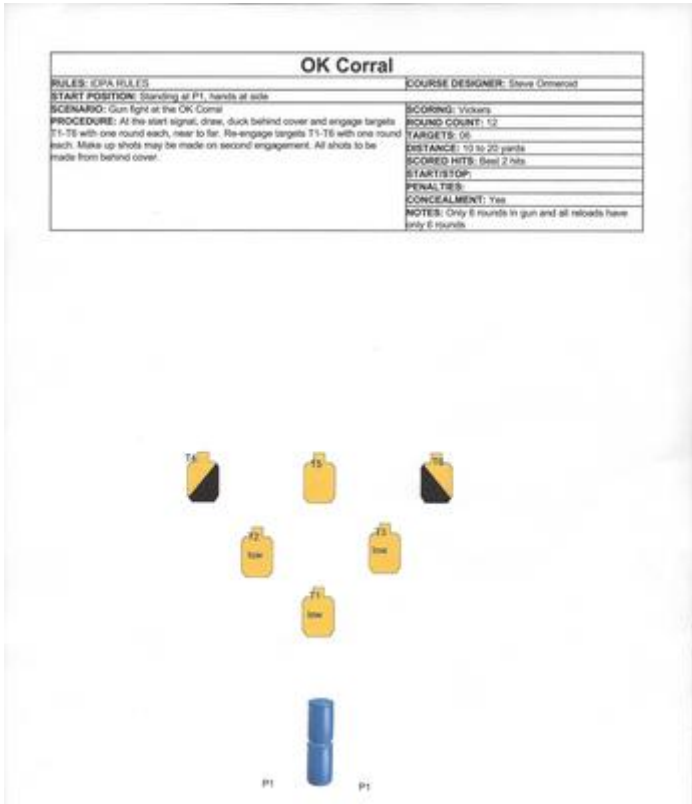 OK Corral
RULES: IDPA RULES
COURSE DESIGNER: Steve Ormeroid
START POSITION: Standing at P1, hands at side
SCENARIO: Gun fight at the OK Corral
PROCEDURE: At the start signal, draw, duck behind cover and engage targets
T1-T6 with one round each, near to far. Re-engage targets T1-T6 with one round
each. Make up shots may be made on second engagement. All shots to be
made from behind cover.
SCORING: Vickers
ROUND COUNT: 12
TARGETS: 06
DISTANCE: 10 to 20 yards
SCORED HITS: Best 2 hits
START/STOP:
PENALTIES:
CONCEALMENT: Yes
NOTES: Only 6 rounds in gun and all reloads have
only 6 rounds
T4
T5
T6
T2
low
T3
low
T1
low
P1
P1